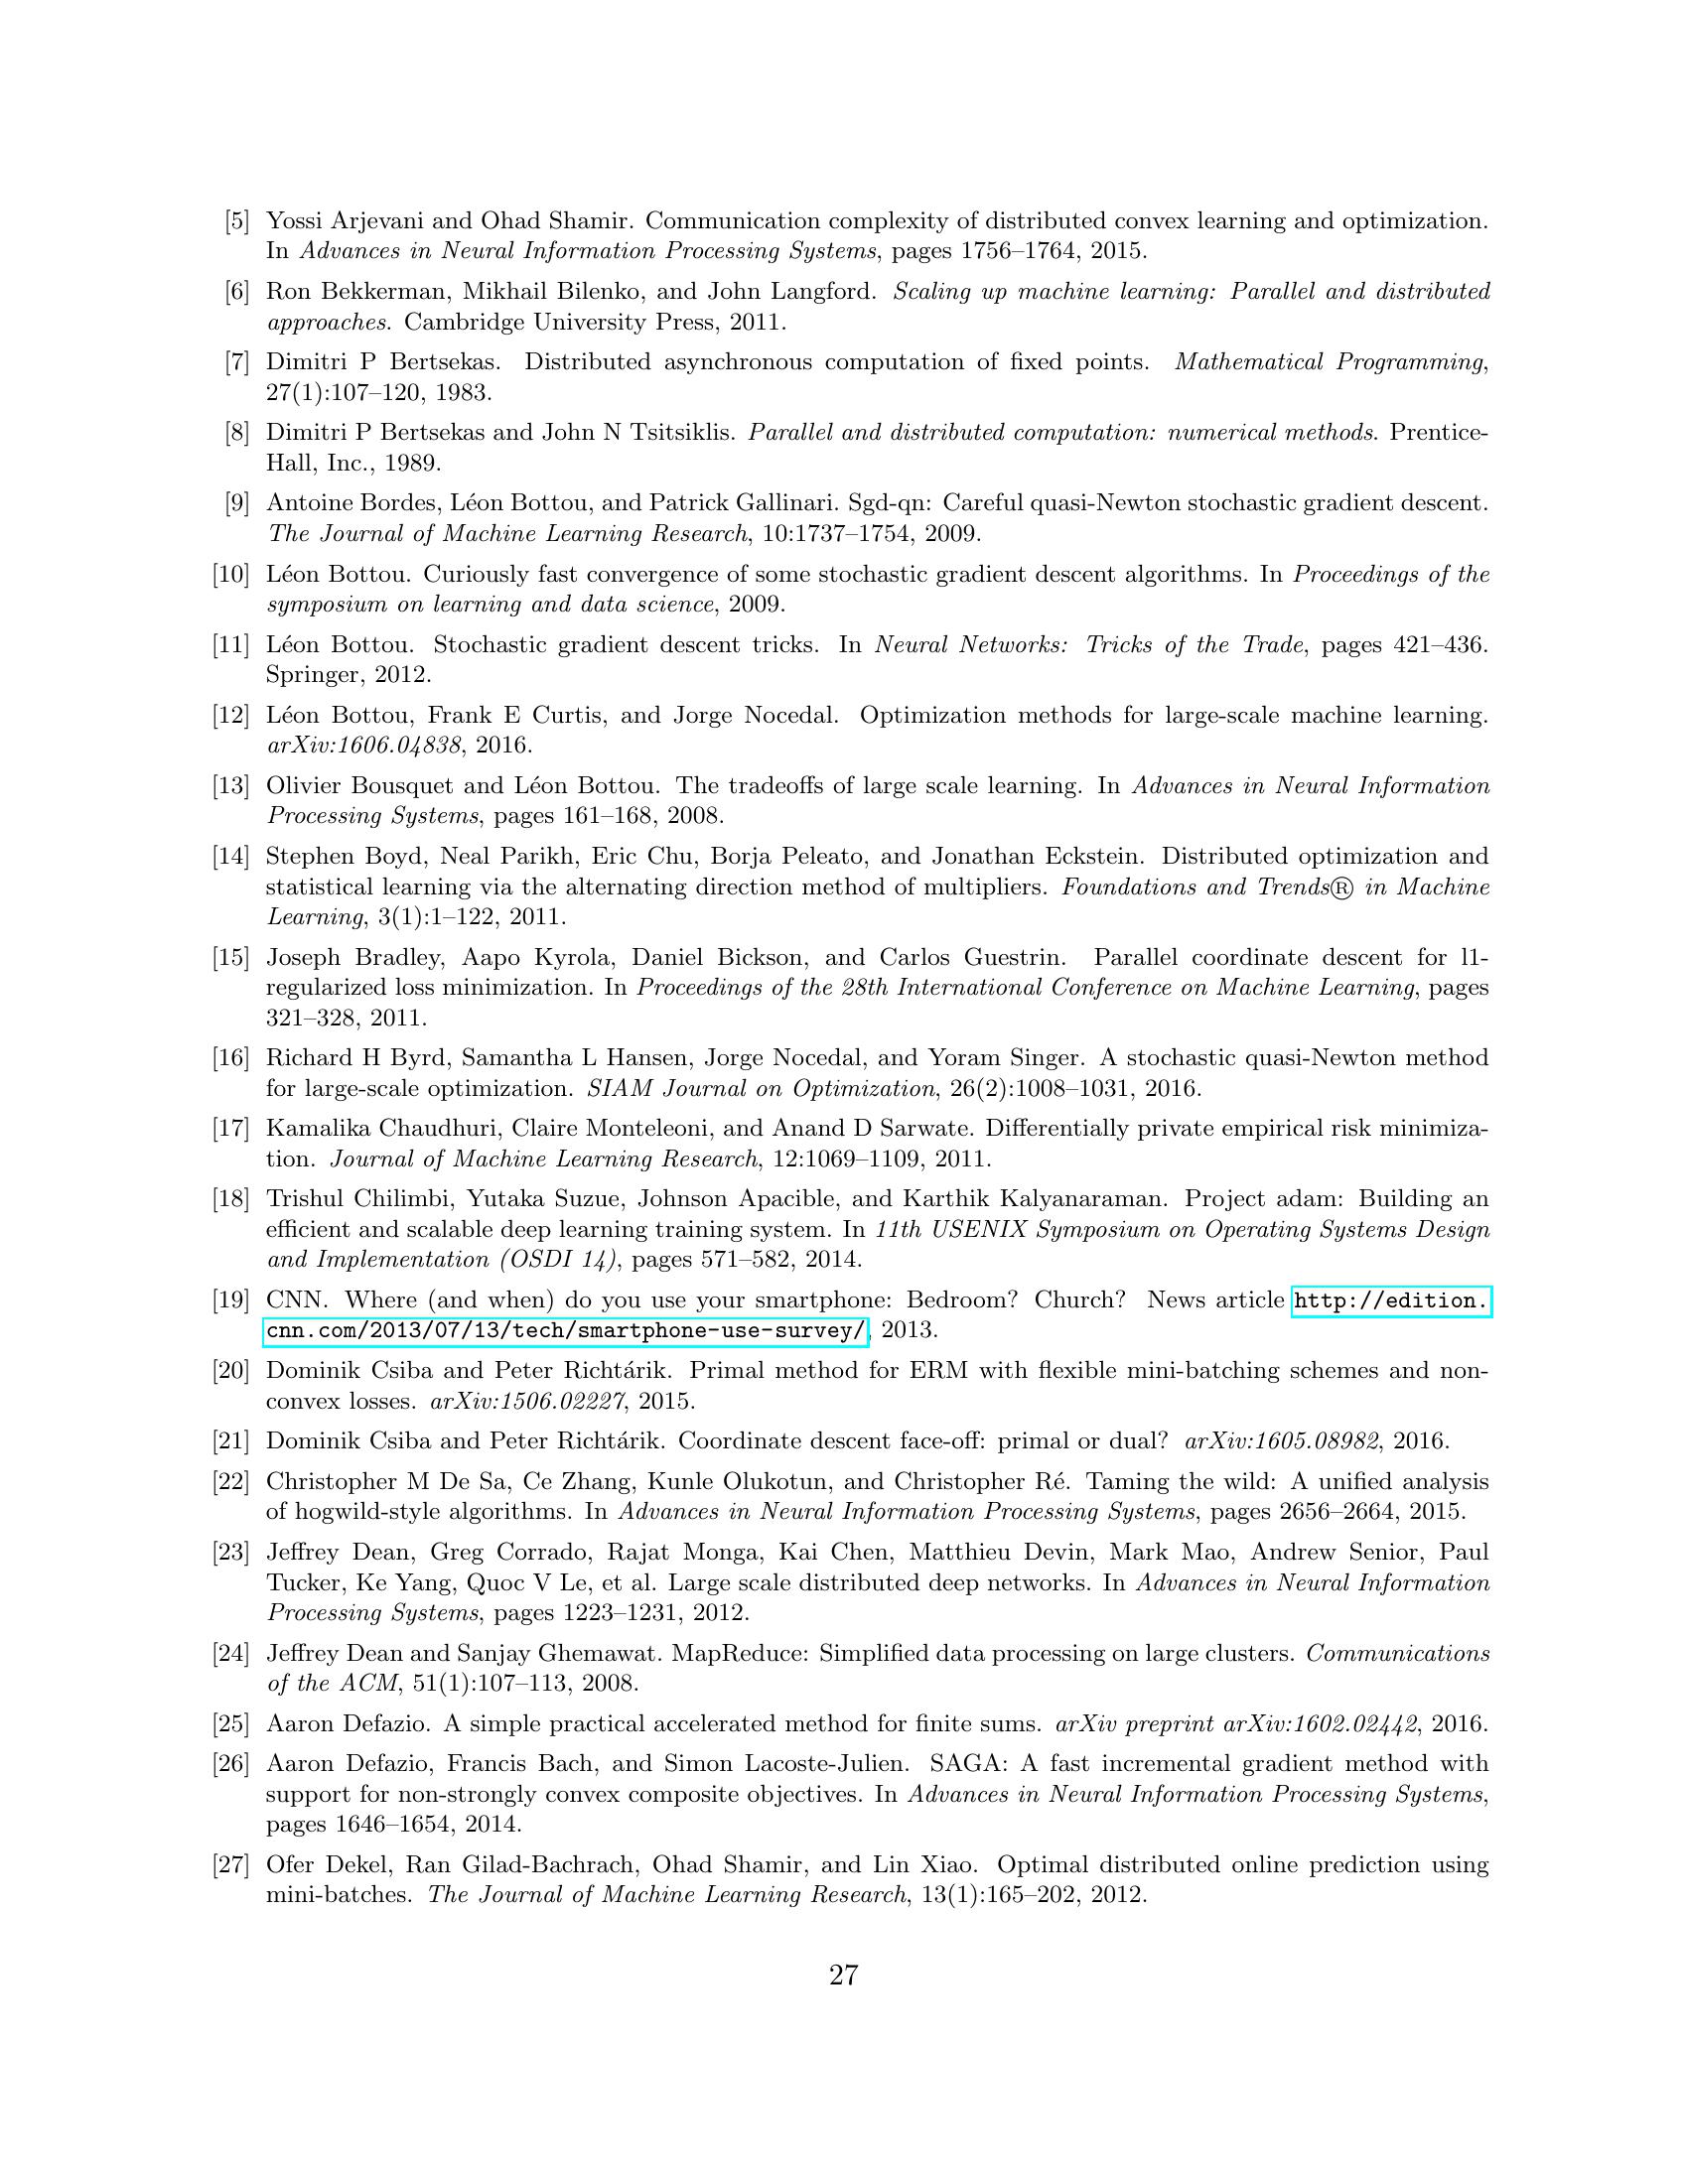 [5] Yossi Arjevani and Ohad Shamir. Communication complexity of distributed convex learning and optimization.
In Advances in Neural Information Processing Systems, pages 1756–1764, 2015.
[6] Ron Bekkerman, Mikhail Bilenko, and John Langford. Scaling up machine learning: Parallel and distributed
approaches. Cambridge University Press, 2011.
[7] Dimitri P Bertsekas. Distributed asynchronous computation of fixed points. Mathematical Programming,
27(1):107–120, 1983.
[8] Dimitri P Bertsekas and John N Tsitsiklis. Parallel and distributed computation: numerical methods. Prentice-
Hall, Inc., 1989.
[9] Antoine Bordes, Léon Bottou, and Patrick Gallinari. Sgd-qn: Careful quasi-Newton stochastic gradient descent.
The Journal of Machine Learning Research, 10:1737–1754, 2009.
[10] Léon Bottou. Curiously fast convergence of some stochastic gradient descent algorithms. In Proceedings of the
symposium on learning and data science, 2009.
[11] Léon Bottou. Stochastic gradient descent tricks. In Neural Networks: Tricks of the Trade, pages 421–436.
Springer, 2012.
[12] Léon Bottou, Frank E Curtis, and Jorge Nocedal. Optimization methods for large-scale machine learning.
arXiv:1606.04838, 2016.
[13] Olivier Bousquet and Léon Bottou. The tradeoffs of large scale learning. In Advances in Neural Information
Processing Systems, pages 161–168, 2008.
[14] Stephen Boyd, Neal Parikh, Eric Chu, Borja Peleato, and Jonathan Eckstein. Distributed optimization and
statistical learning via the alternating direction method of multipliers. Foundations and Trends® in Machine
Learning, 3(1):1–122, 2011.
[15] Joseph Bradley, Aapo Kyrola, Daniel Bickson, and Carlos Guestrin. Parallel coordinate descent for l1-
regularized loss minimization. In Proceedings of the 28th International Conference on Machine Learning, pages
321–328, 2011.
[16] Richard H Byrd, Samantha L Hansen, Jorge Nocedal, and Yoram Singer. A stochastic quasi-Newton method
for large-scale optimization. SIAM Journal on Optimization, 26(2):1008–1031, 2016.
[17] Kamalika Chaudhuri, Claire Monteleoni, and Anand D Sarwate. Differentially private empirical risk minimiza-
tion. Journal of Machine Learning Research, 12:1069–1109, 2011.
[18] Trishul Chilimbi, Yutaka Suzue, Johnson Apacible, and Karthik Kalyanaraman. Project adam: Building an
efficient and scalable deep learning training system. In 11th USENIX Symposium on Operating Systems Design
and Implementation (OSDI 14), pages 571–582, 2014.
[19] CNN. Where (and when) do you use your smartphone: Bedroom? Church? News article http://edition.
cnn.com/2013/07/13/tech/smartphone-use-survey/, 2013.
[20] Dominik Csiba and Peter Richtárik. Primal method for ERM with flexible mini-batching schemes and non-
convex losses. arXiv:1506.02227, 2015.
[21] Dominik Csiba and Peter Richtárik. Coordinate descent face-off: primal or dual? arXiv:1605.08982, 2016.
[22] Christopher M De Sa, Ce Zhang, Kunle Olukotun, and Christopher Ré. Taming the wild: A unified analysis
of hogwild-style algorithms. In Advances in Neural Information Processing Systems, pages 2656–2664, 2015.
[23] Jeffrey Dean, Greg Corrado, Rajat Monga, Kai Chen, Matthieu Devin, Mark Mao, Andrew Senior, Paul
Tucker, Ke Yang, Quoc V Le, et al. Large scale distributed deep networks. In Advances in Neural Information
Processing Systems, pages 1223–1231, 2012.
[24] Jeffrey Dean and Sanjay Ghemawat. MapReduce: Simplified data processing on large clusters. Communications
of the ACM, 51(1):107–113, 2008.
[25] Aaron Defazio. A simple practical accelerated method for finite sums. arXiv preprint arXiv:1602.02442, 2016.
[26] Aaron Defazio, Francis Bach, and Simon Lacoste-Julien. SAGA: A fast incremental gradient method with
support for non-strongly convex composite objectives. In Advances in Neural Information Processing Systems,
pages 1646–1654, 2014.
[27] Ofer Dekel, Ran Gilad-Bachrach, Ohad Shamir, and Lin Xiao. Optimal distributed online prediction using
mini-batches. The Journal of Machine Learning Research, 13(1):165–202, 2012.
27